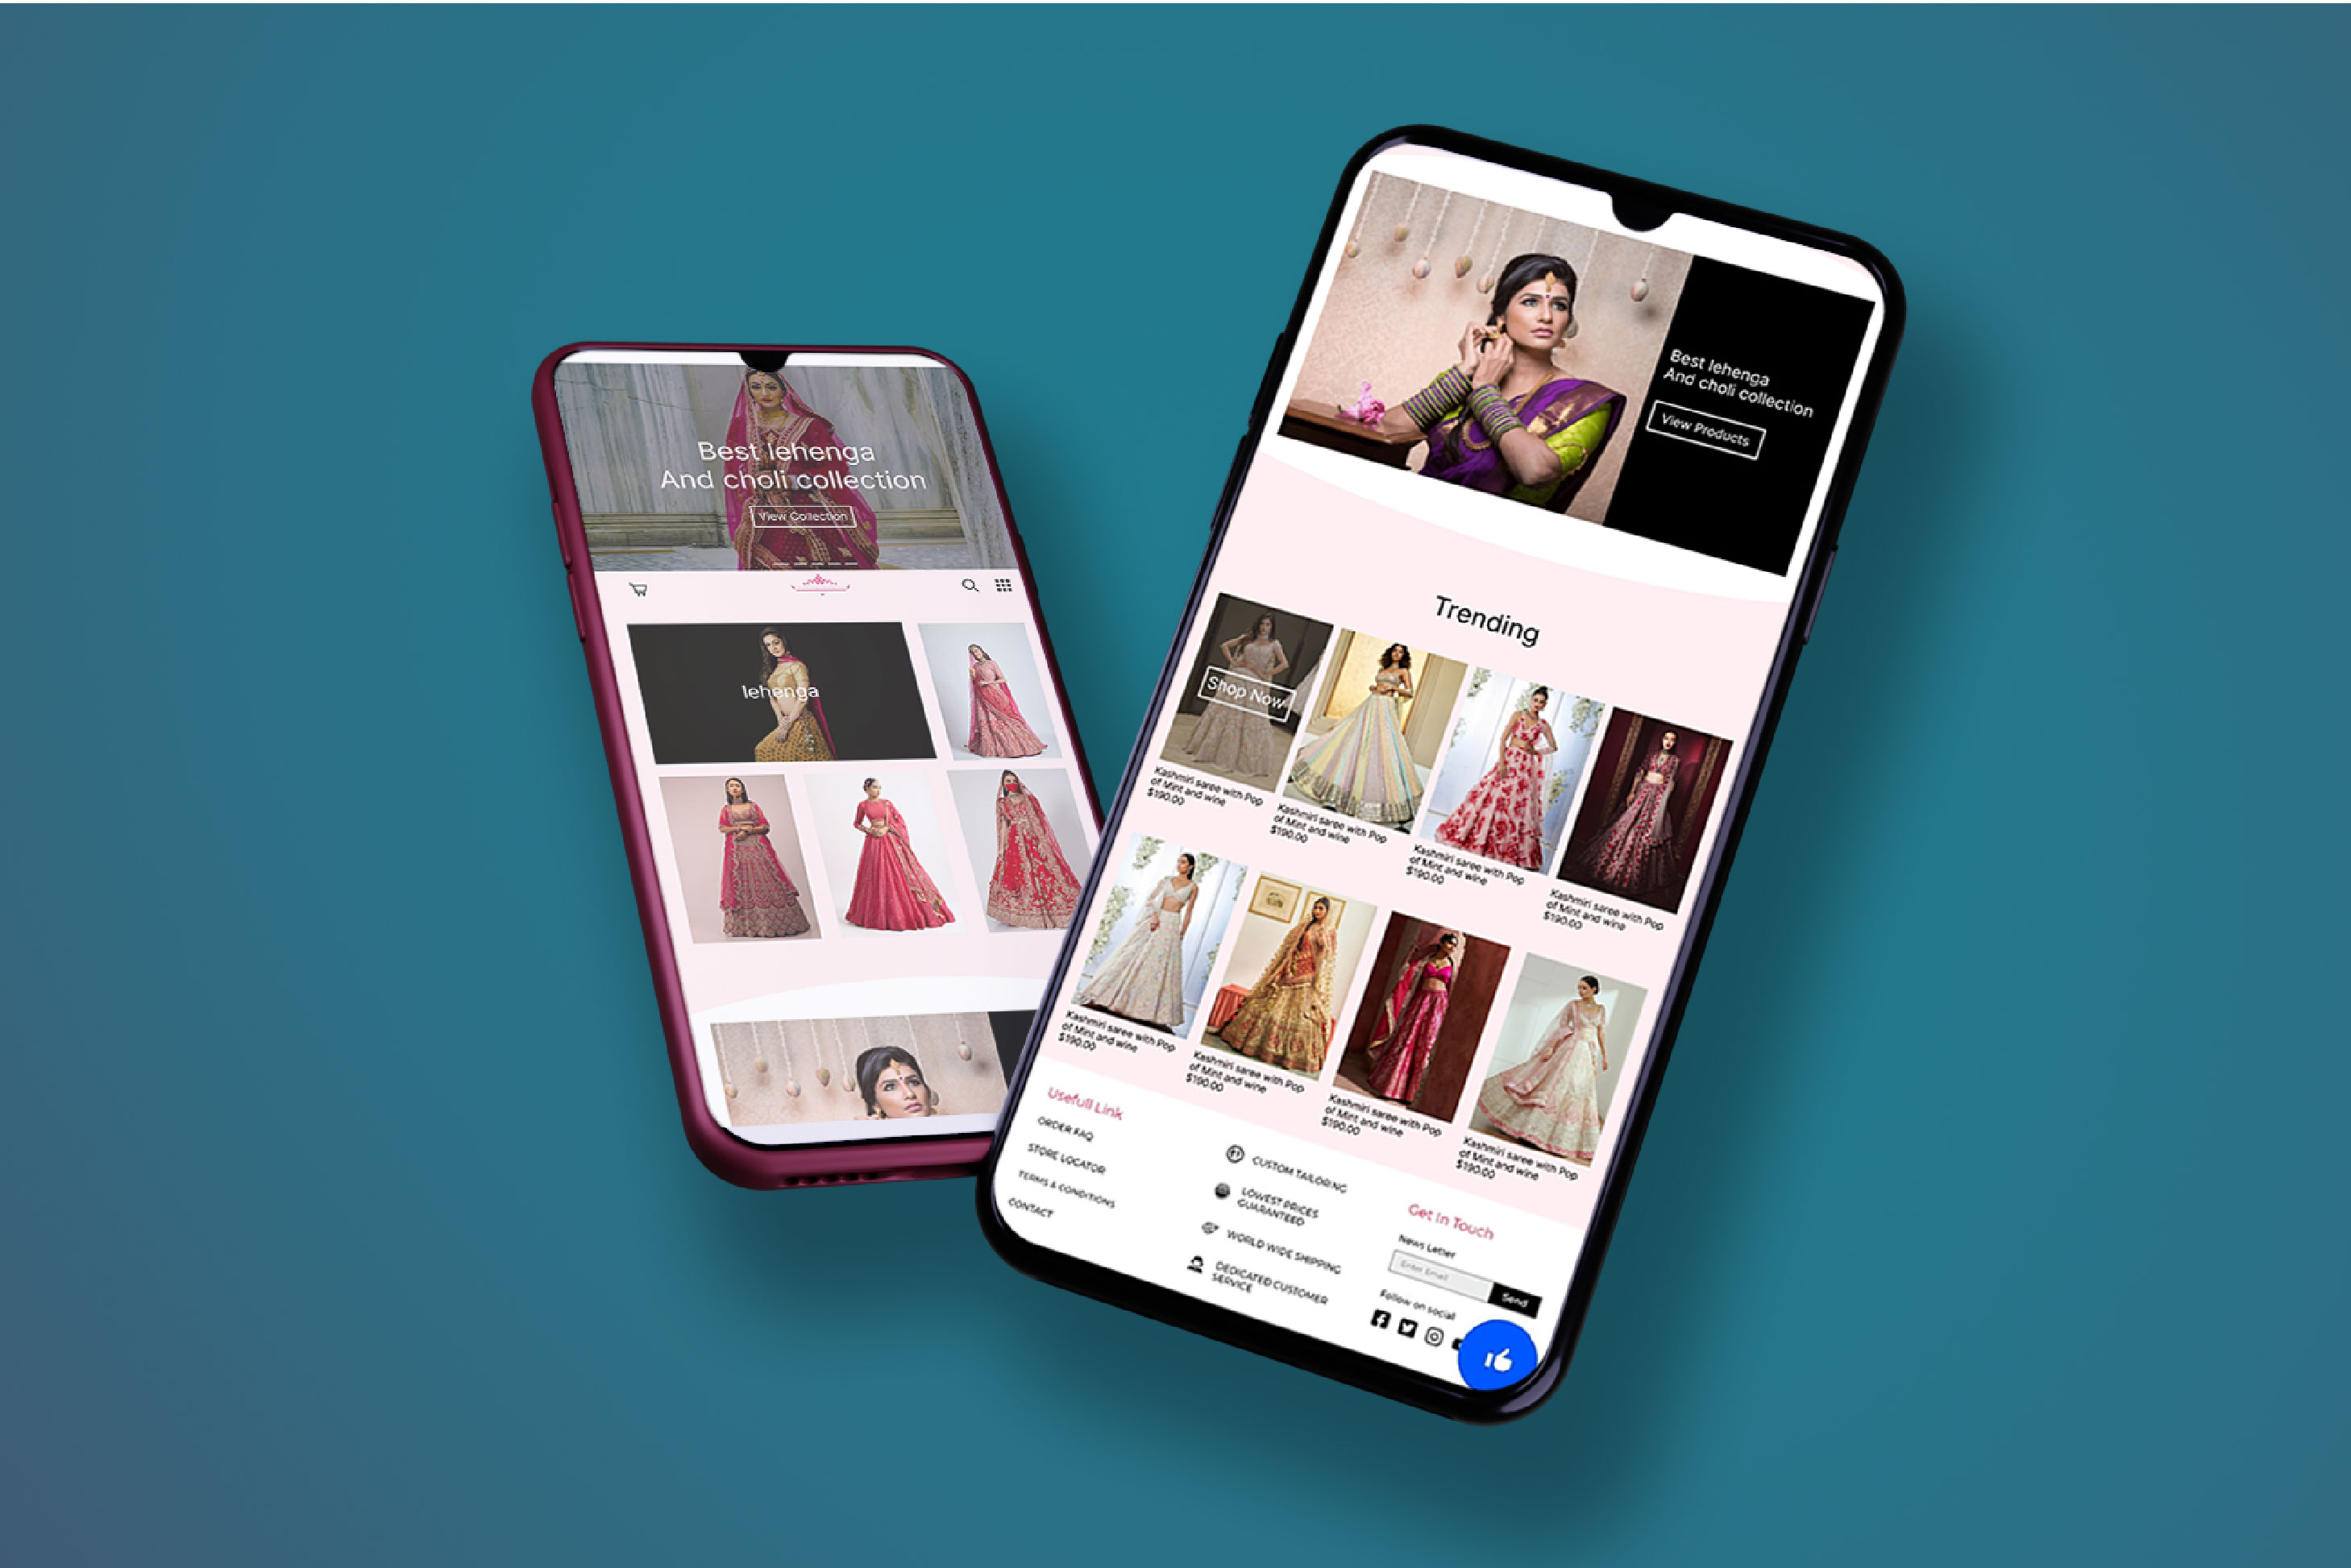 Best lehenga
And choli collection
View Collection
lehenga
Best lehenga
And choli collection
View Products
Trending
Shop Now
Kashmiri saree with Pop
of Mint and wine
$190.00
Kashmiri saree with Pop
of Mint and wine
$190.00
Kashmiri saree with Pop
of Mint and wine
$190.00
Kashmiri saree with Pop
of Mint and wine
$190.00
Kashmiri saree with Pop
of Mint and wine
$190.00
Kashmiri saree with Pop
of Mint and wine
$190.00
Kashmiri saree with Pop
of Mint and wine
$190.00
Kashmiri saree with Pop
of Mint and wine
$190.00
Usefull Link
ORDER FAQ
STORE LOCATOR
TERMS & CONDITIONS
CONTACT
CUSTOM TAILORING
LOWEST PRICES
GUARANTEED
WORLD WIDE SHIPPING
DEDICATED CUSTOMER
SERVICE
Get In Touch
News Letter
Enter Email
Send
Follow on social